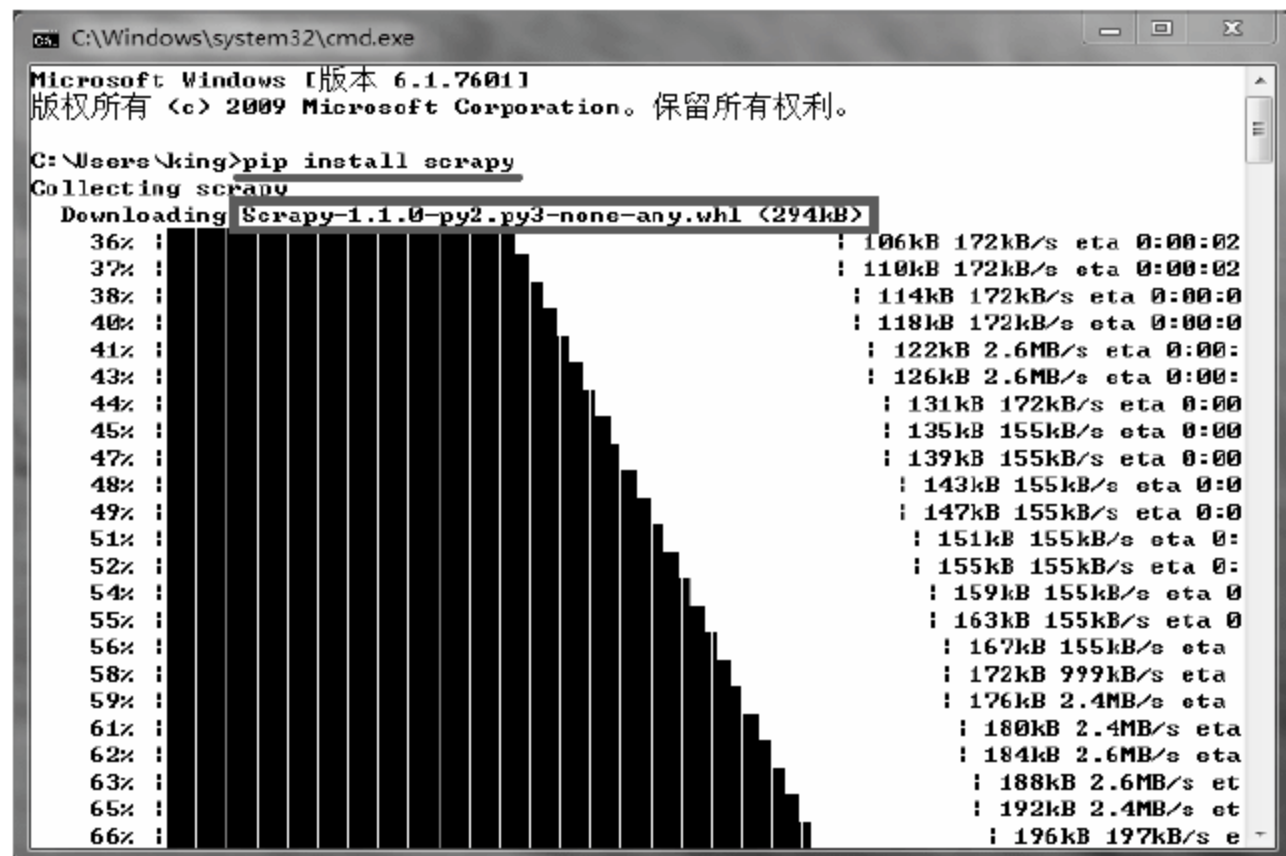 C:\Windows\system32\cmd.exe
Microsoft Windows [版本 6.1.7601]
版权所有 (c) 2009 Microsoft Corporation。保留所有权利。
C:\Users\king>pip install scrapy
Collecting scrapy
Downloading Scrapy-1.1.0-py2.py3-none-any.whl (294kB)
36% | | 106kB 172kB/s eta 0:00:02
37% | | 110kB 172kB/s eta 0:00:02
38% | | 114kB 172kB/s eta 0:00:0
40% | | 118kB 172kB/s eta 0:00:0
41% | | 122kB 2.6MB/s eta 0:00:
43% | | 126kB 2.6MB/s eta 0:00:
44% | | 131kB 172kB/s eta 0:00
45% | | 135kB 155kB/s eta 0:00
47% | | 139kB 155kB/s eta 0:00
48% | | 143kB 155kB/s eta 0:0
49% | | 147kB 155kB/s eta 0:0
51% | | 151kB 155kB/s eta 0:
52% | | 155kB 155kB/s eta 0:
54% | | 159kB 155kB/s eta 0
55% | | 163kB 155kB/s eta 0
56% | | 167kB 155kB/s eta
58% | | 172kB 999kB/s eta
59% | | 176kB 2.4MB/s eta
61% | | 180kB 2.4MB/s eta
62% | | 184kB 2.6MB/s eta
63% | | 188kB 2.6MB/s et
65% | | 192kB 2.4MB/s et
66% | | 196kB 197kB/s e